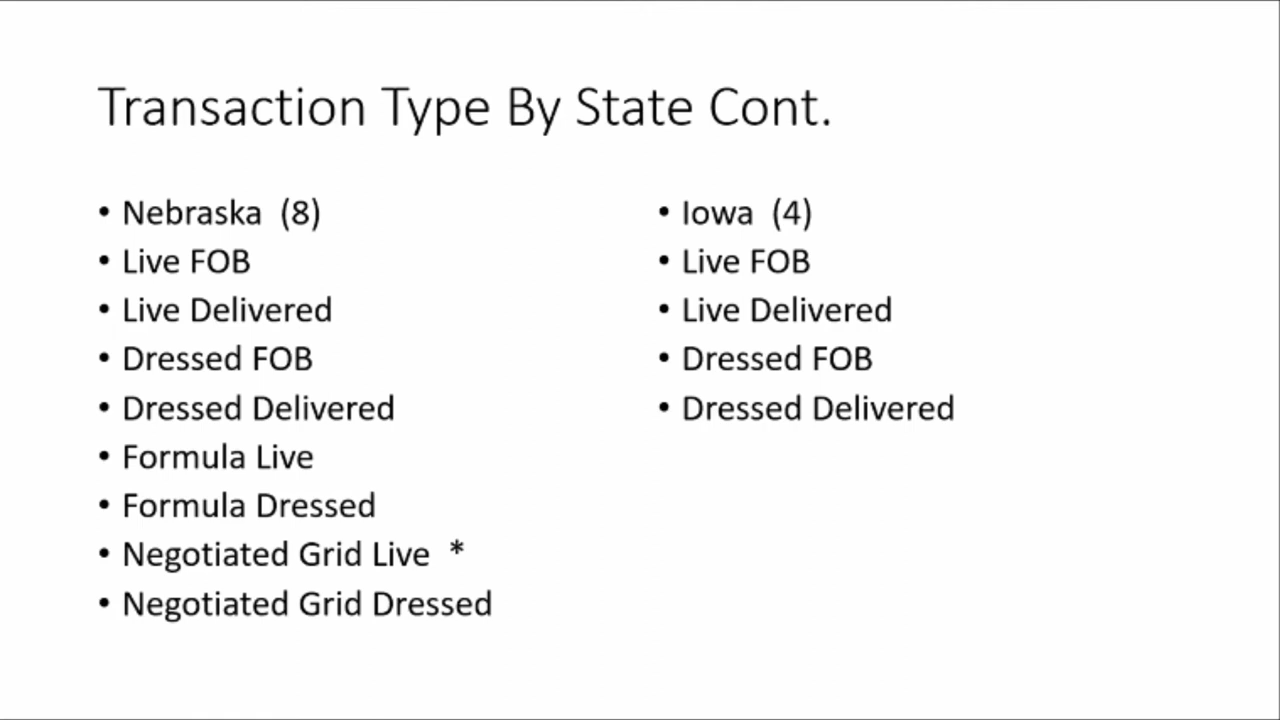 Transaction Type By State Cont.
• Nebraska (8)
• Live FOB
• Live Delivered
• Dressed FOB
• Dressed Delivered
• Formula Live
• Formula Dressed
• Negotiated Grid Live *
• Negotiated Grid Dressed
• Iowa (4)
• Live FOB
• Live Delivered
• Dressed FOB
• Dressed Delivered